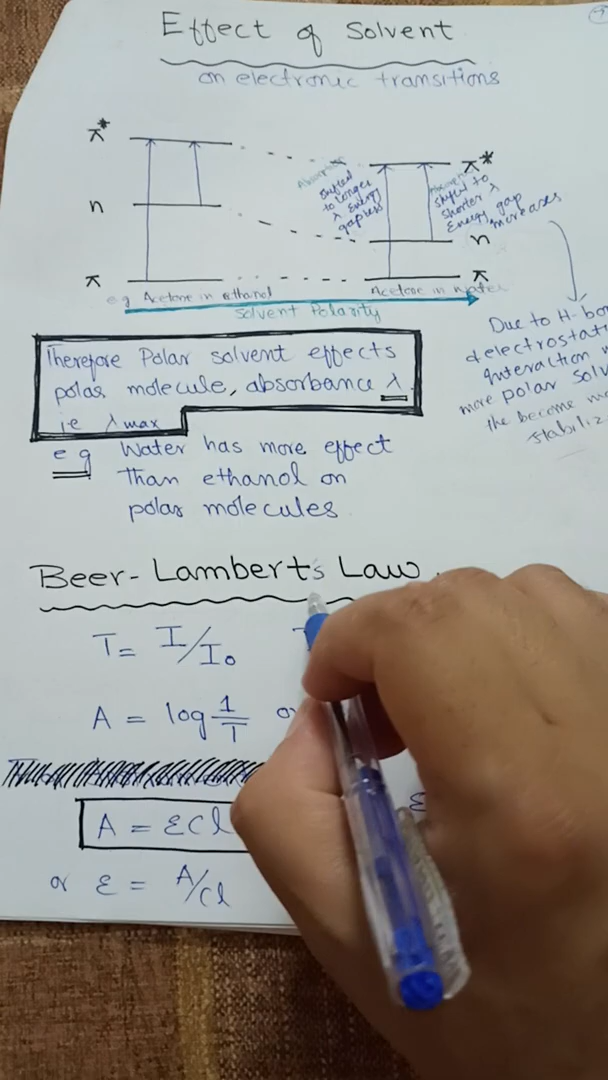 Effect of Solvent
on electronic transitions
π*
n
π
Absorption
Shifted
to longer
λ Energy
gap less
shifted to
shorter λ
Energy gap
increases
π*
n
π
e.g Acetone in ethanol
Acetone in water
Solvent Polarity
Due to H-bon
& electrostati
interaction
more polar solv
the become mo
stabiliz
Therefore Polar solvent effects
polar molecule, absorbance λ
ie λmax
e g Water has more effect
Than ethanol on
polar molecules
Beer-Lambert's Law
T= I/I₀
A = log 1/T or
A = εcl
or ε = A/cl